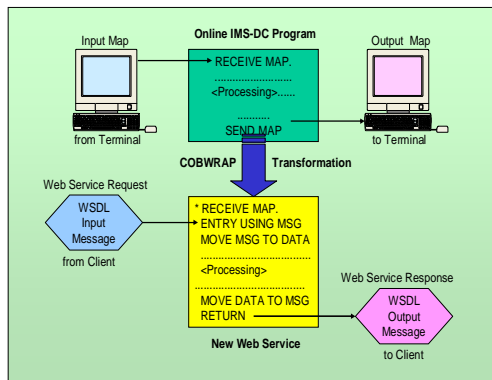 Online IMS-DC Program
Input Map
Output Map
RECEIVE MAP.
........................
<Processing>......
...........
SEND MAP
from Terminal
to Terminal
COBWRAP Transformation
Web Service Request
WSDL
Input
Message
from Client
* RECEIVE MAP.
ENTRY USING MSG
MOVE MSG TO DATA
................................
<Processing>
..................................
MOVE DATA TO MSG
RETURN
New Web Service
Web Service Response
WSDL
Output
Message
to Client